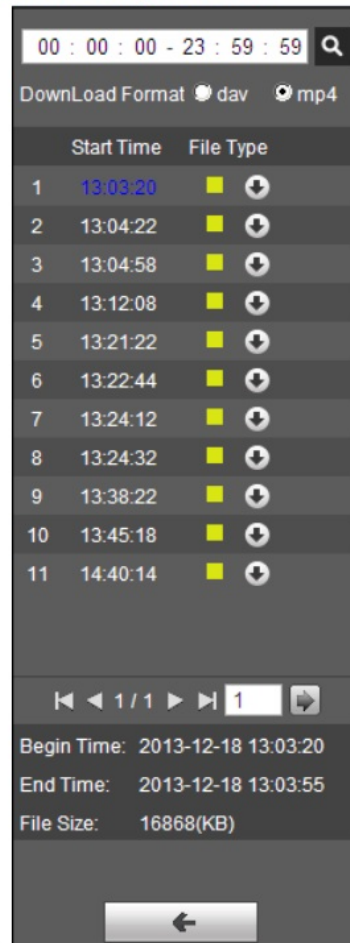 00 : 00 : 00 - 23 : 59 : 59
DownLoad Format dav mp4
Start Time File Type
1 13:03:20
2 13:04:22
3 13:04:58
4 13:12:08
5 13:21:22
6 13:22:44
7 13:24:12
8 13:24:32
9 13:38:22
10 13:45:18
11 14:40:14
1 / 1 1
Begin Time: 2013-12-18 13:03:20
End Time: 2013-12-18 13:03:55
File Size: 16868(KB)